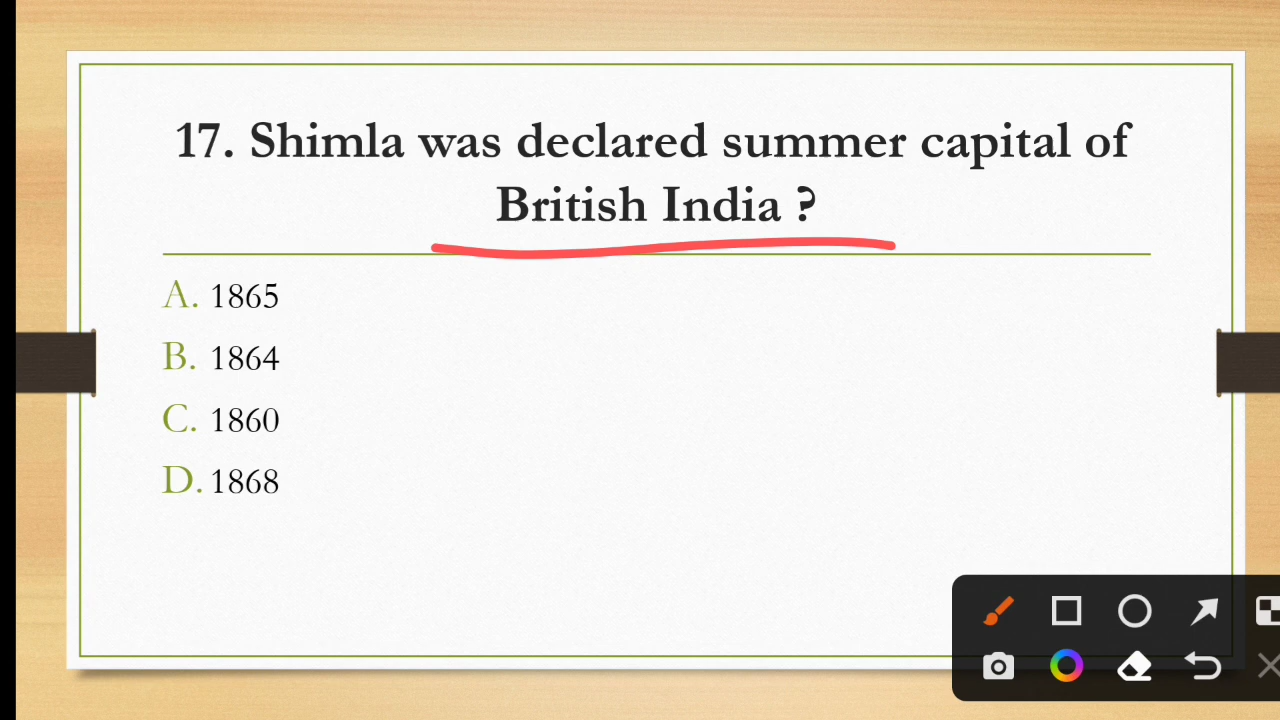 17. Shimla was declared summer capital of
British India ?
A. 1865
B. 1864
C. 1860
D. 1868